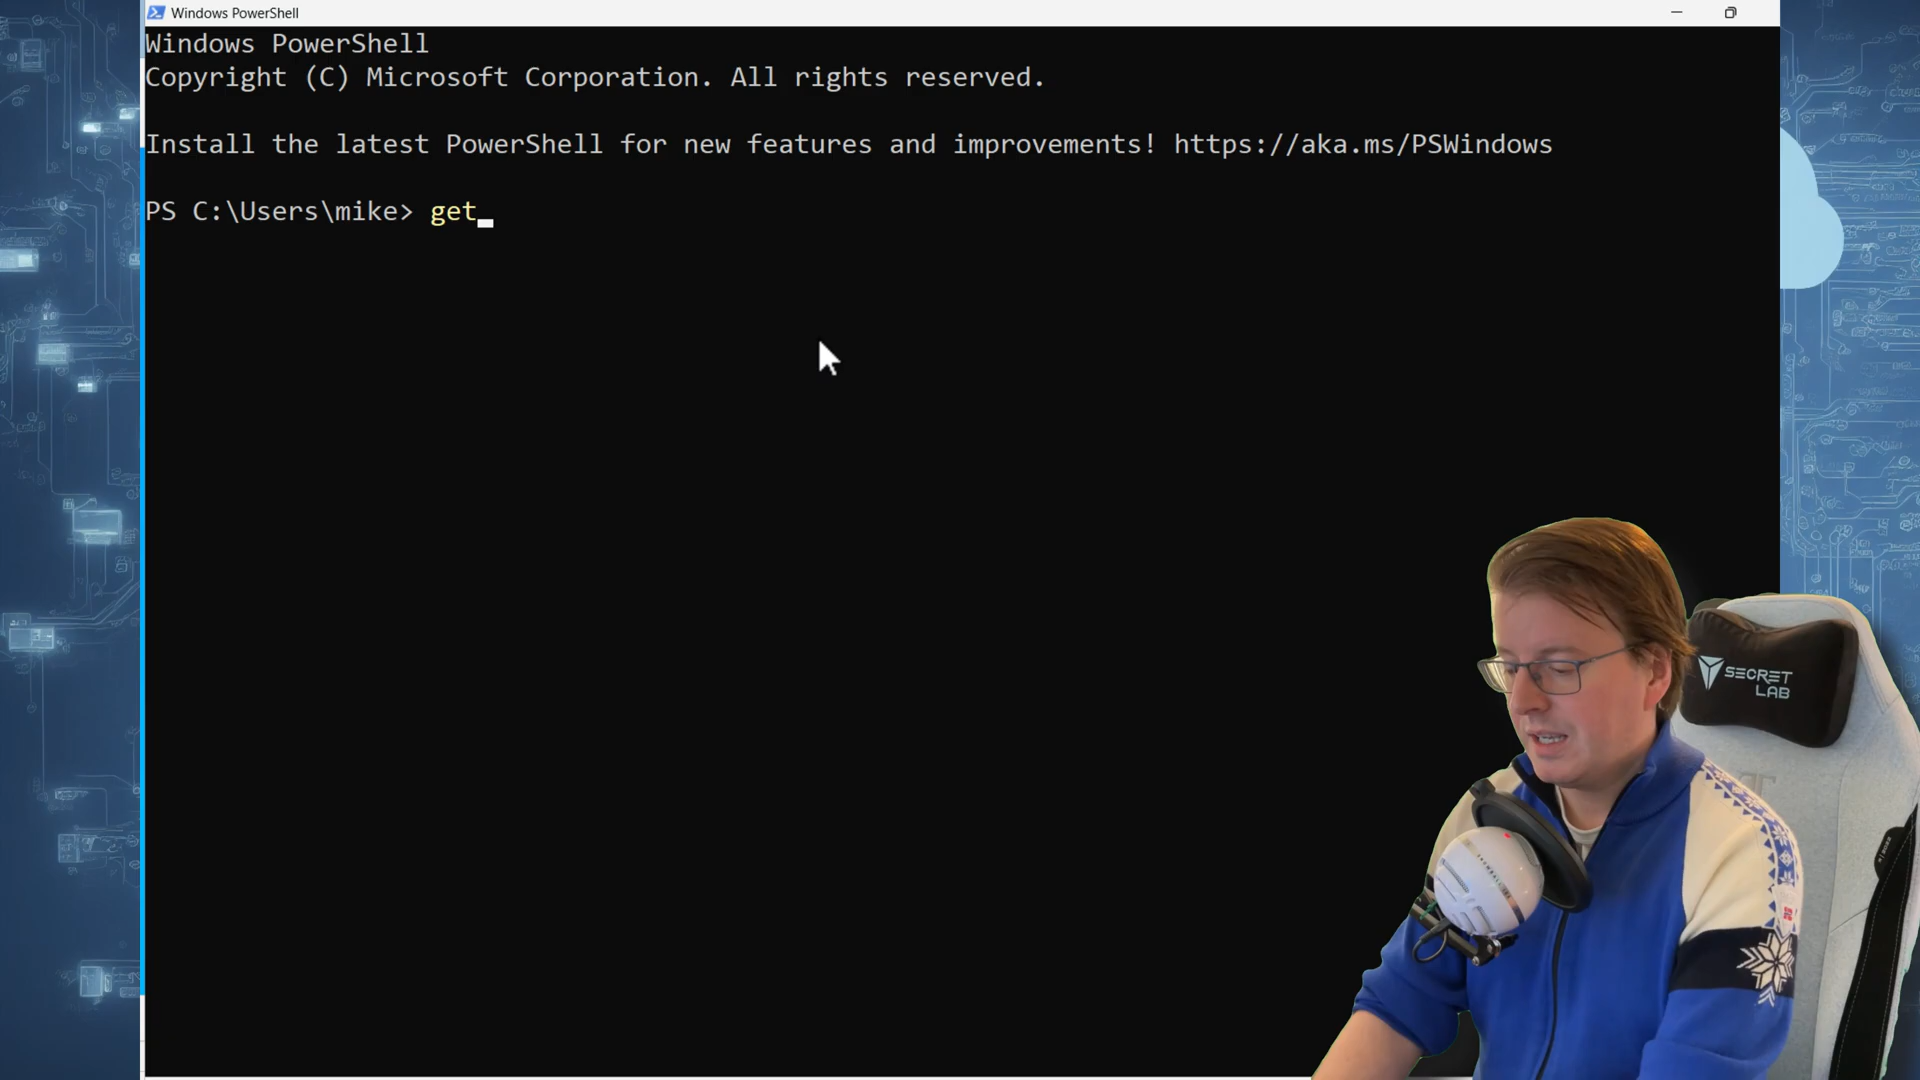 Windows PowerShell
Windows PowerShell
Copyright (C) Microsoft Corporation. All rights reserved.
Install the latest PowerShell for new features and improvements! https://aka.ms/PSWindows
PS C:\Users\mike> get
SECRET
LAB